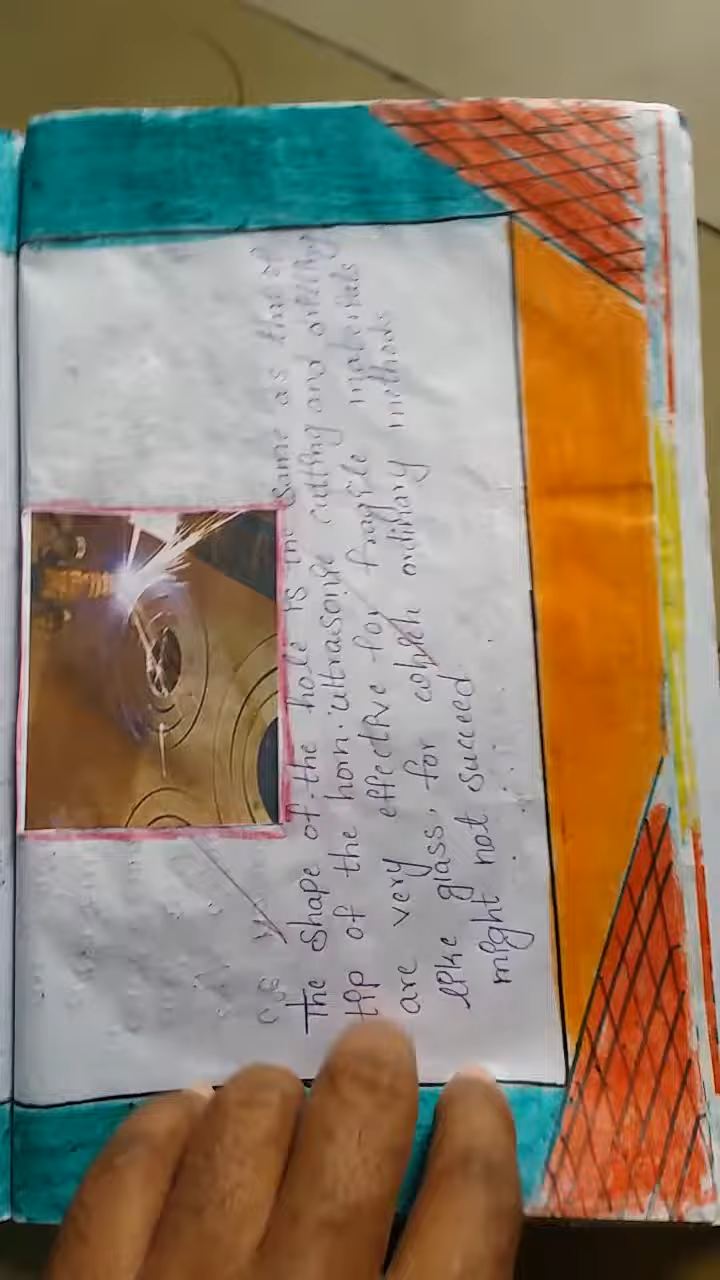 The shape of the hole is the same as the of
tip of the horn. ultrasonic cutting and drilling
are very effective for fragile materials
like glass, for which ordinary methods
might not succeed